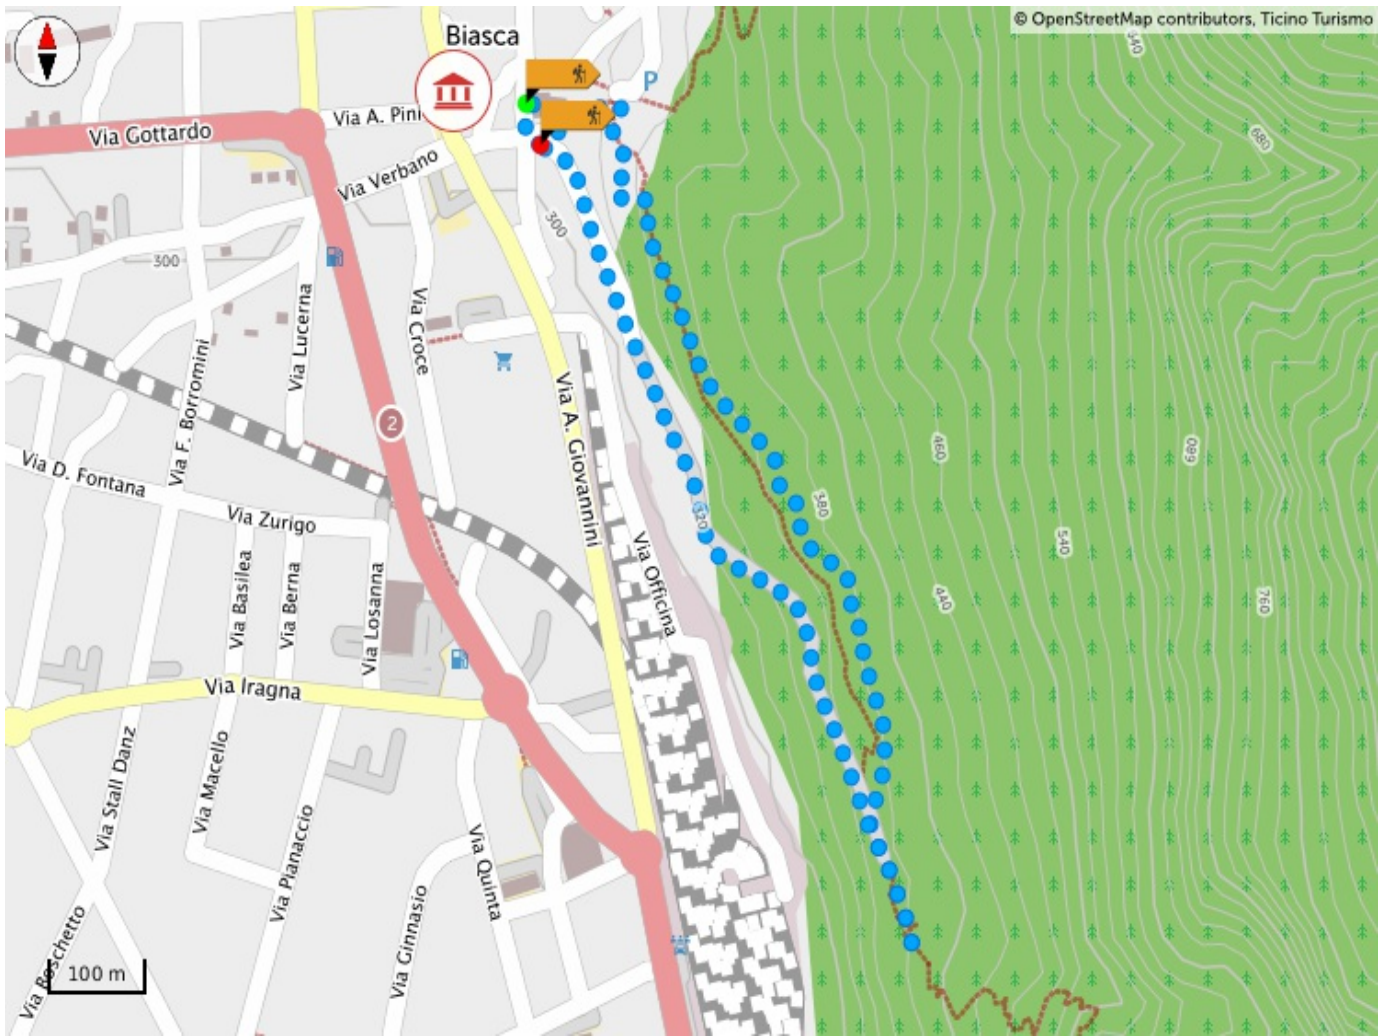 © OpenStreetMap contributors, Ticino Turismo
Biasca
P
640
Via A. Pini
Via Gottardo
680
Via Verbano
300
300
Via Lucerna
Via Croce
Via F. Borromini
2
Via A. Giovannini
460
660
Via D. Fontana
380
Via Zurigo
320
540
Via Officina
Via Basilea
Via Berna
Via Losanna
440
760
Via Iragna
Via Stall Danz
Via Macello
Via Pianaccio
Via Quinta
Via Ginnasio
Via Boschetto
100 m